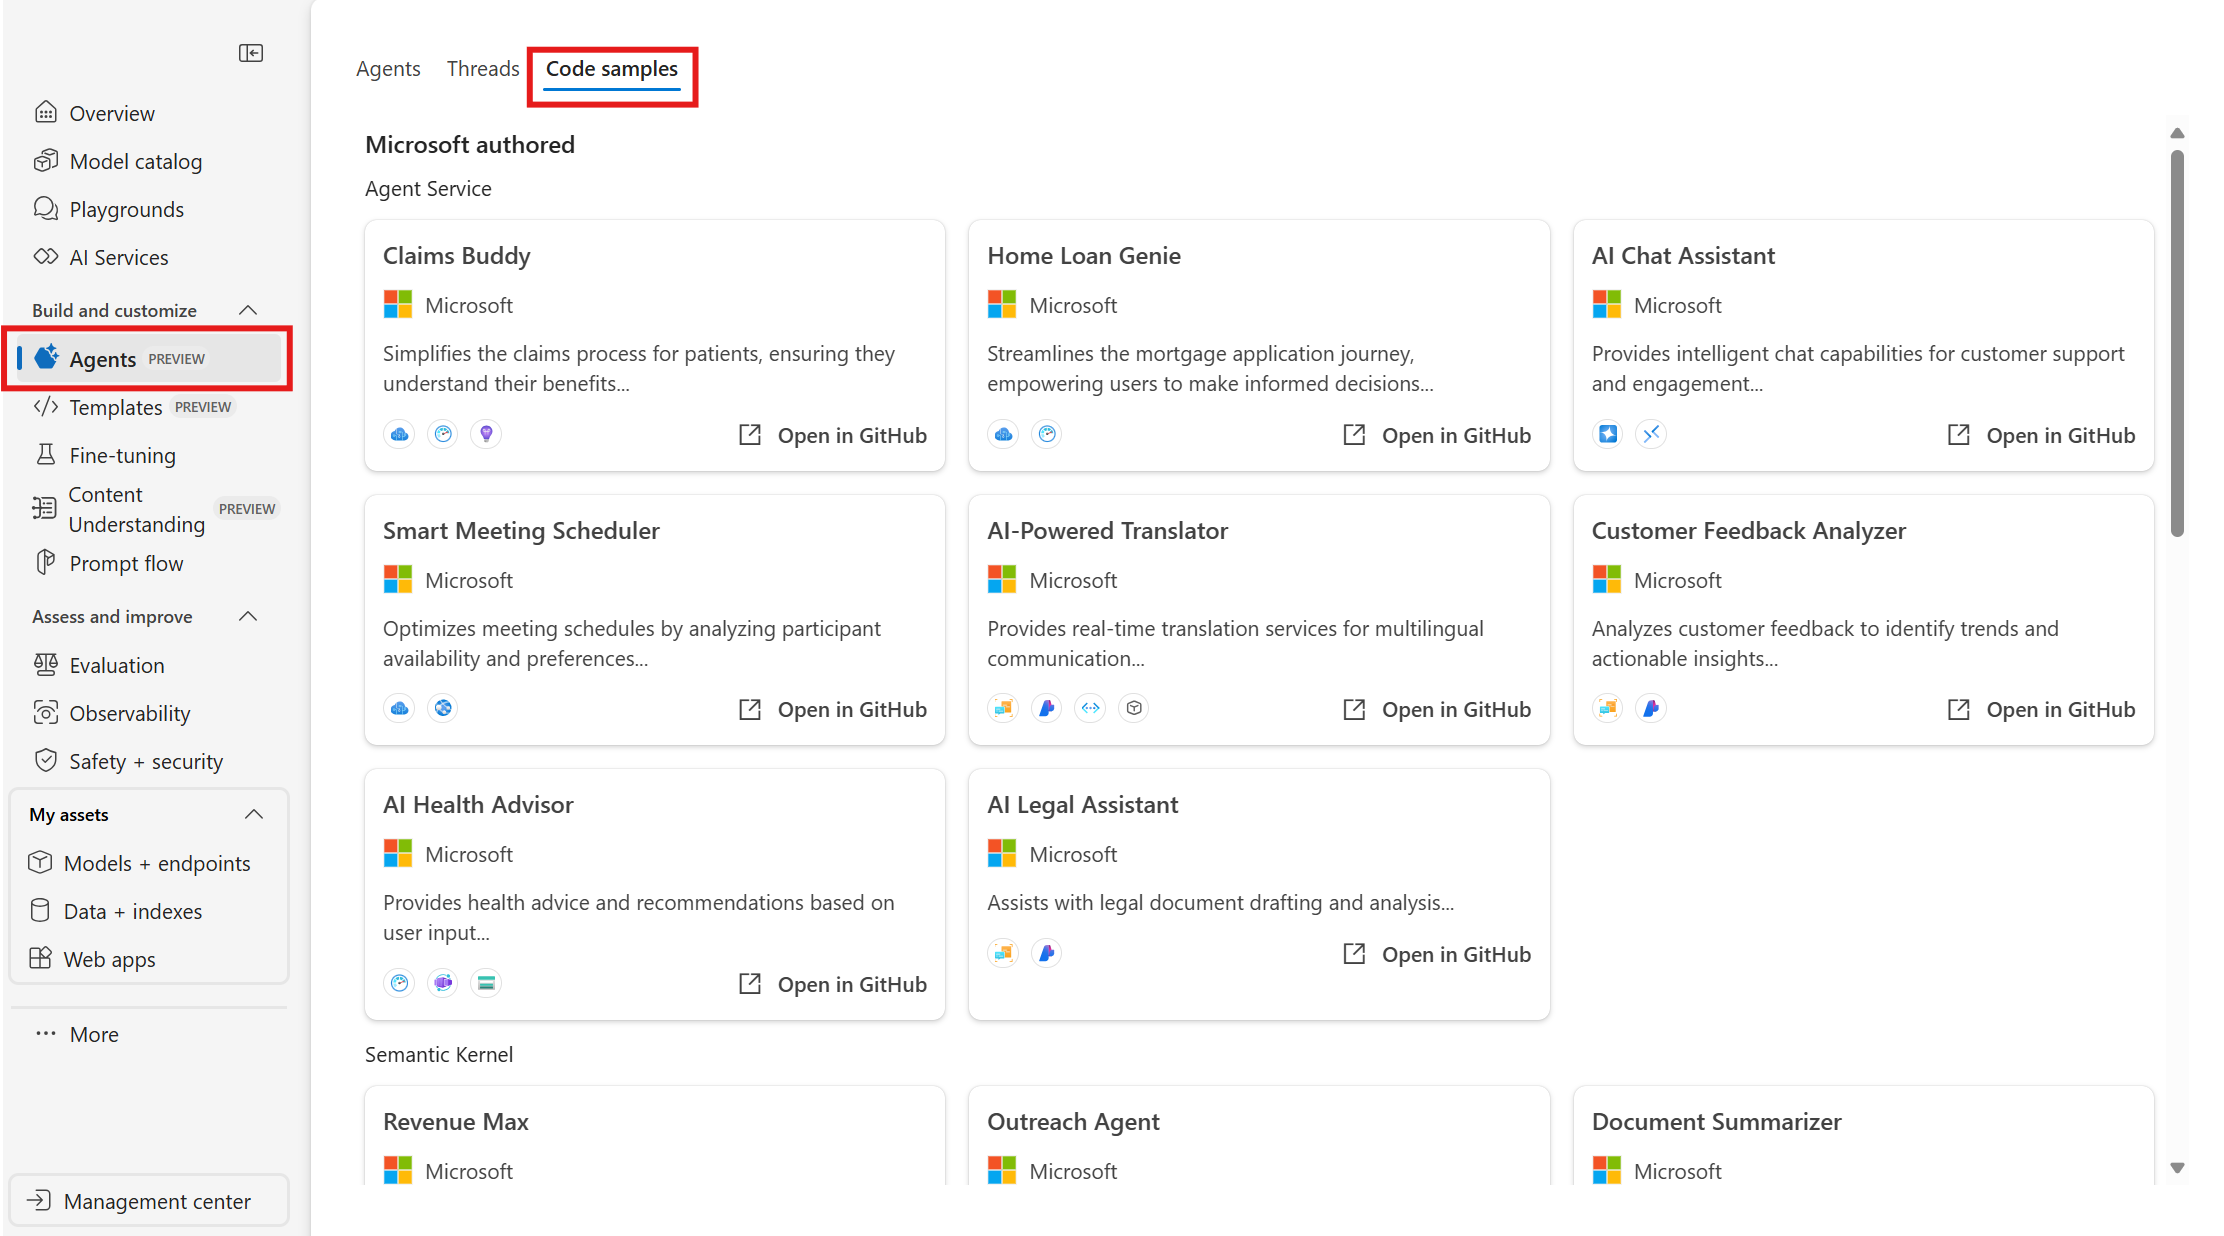 Overview
Model catalog
Playgrounds
AI Services
Build and customize
Agents PREVIEW
Templates PREVIEW
Fine-tuning
Content
Understanding PREVIEW
Prompt flow
Assess and improve
Evaluation
Observability
Safety + security
My assets
Models + endpoints
Data + indexes
Web apps
More
Management center
Agents Threads Code samples
Microsoft authored
Agent Service
Claims Buddy
Microsoft
Simplifies the claims process for patients, ensuring they
understand their benefits...
Open in GitHub
Home Loan Genie
Microsoft
Streamlines the mortgage application journey,
empowering users to make informed decisions...
Open in GitHub
AI Chat Assistant
Microsoft
Provides intelligent chat capabilities for customer support
and engagement...
Open in GitHub
Smart Meeting Scheduler
Microsoft
Optimizes meeting schedules by analyzing participant
availability and preferences...
Open in GitHub
AI-Powered Translator
Microsoft
Provides real-time translation services for multilingual
communication...
Open in GitHub
Customer Feedback Analyzer
Microsoft
Analyzes customer feedback to identify trends and
actionable insights...
Open in GitHub
AI Health Advisor
Microsoft
Provides health advice and recommendations based on
user input...
Open in GitHub
AI Legal Assistant
Microsoft
Assists with legal document drafting and analysis...
Open in GitHub
Semantic Kernel
Revenue Max
Microsoft
Outreach Agent
Microsoft
Document Summarizer
Microsoft